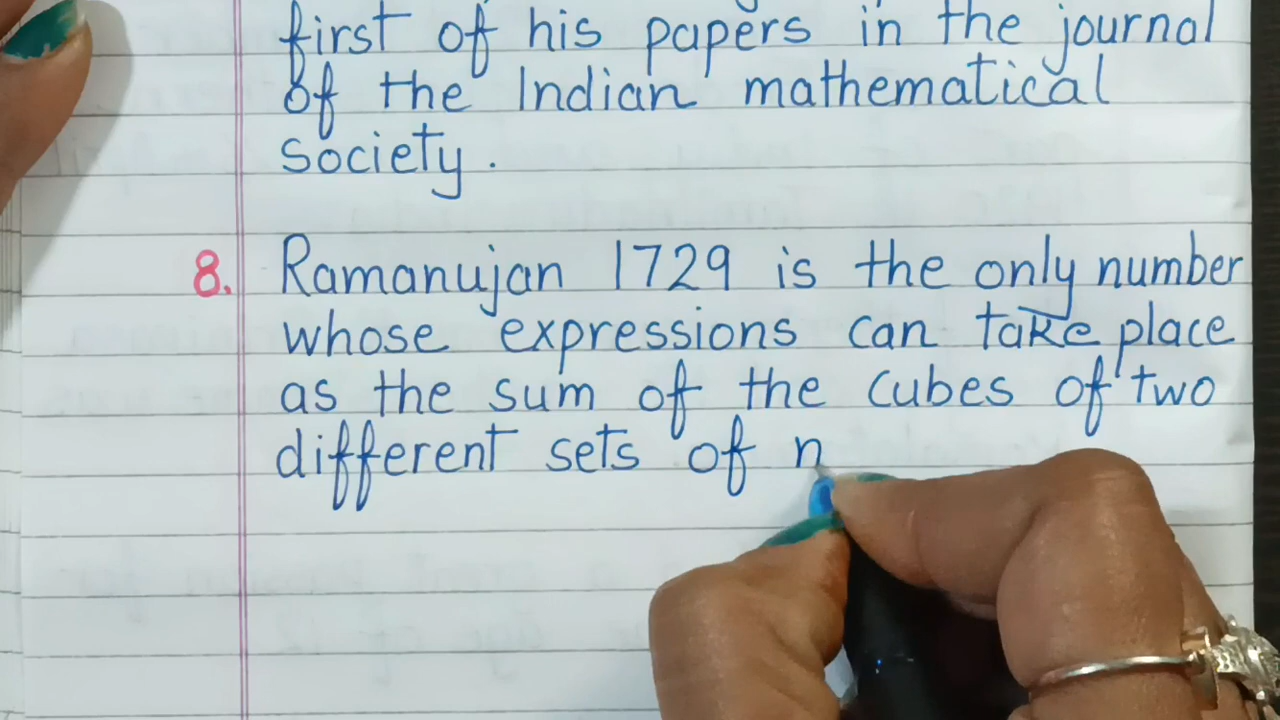 first of his papers in the journal
of the Indian mathematical
society.
8. Ramanujan 1729 is the only number
whose expressions can take place
as the sum of the cubes of two
different sets of n